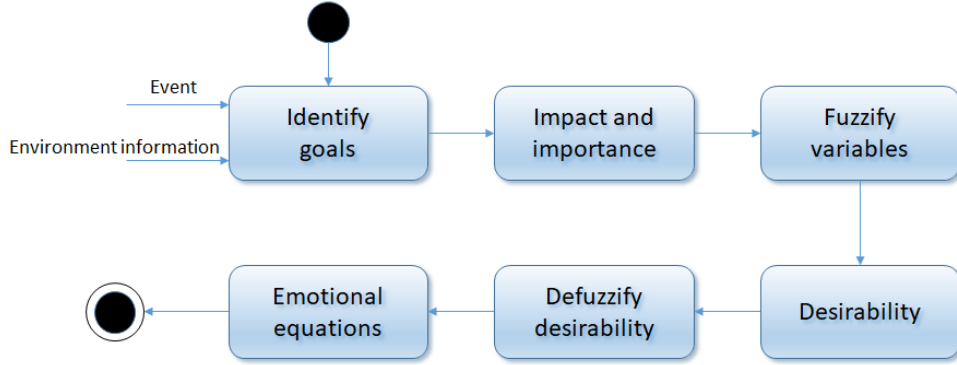 Event
Environment information
Identify
goals
Impact and
importance
Fuzzify
variables
Emotional
equations
Defuzzify
desirability
Desirability